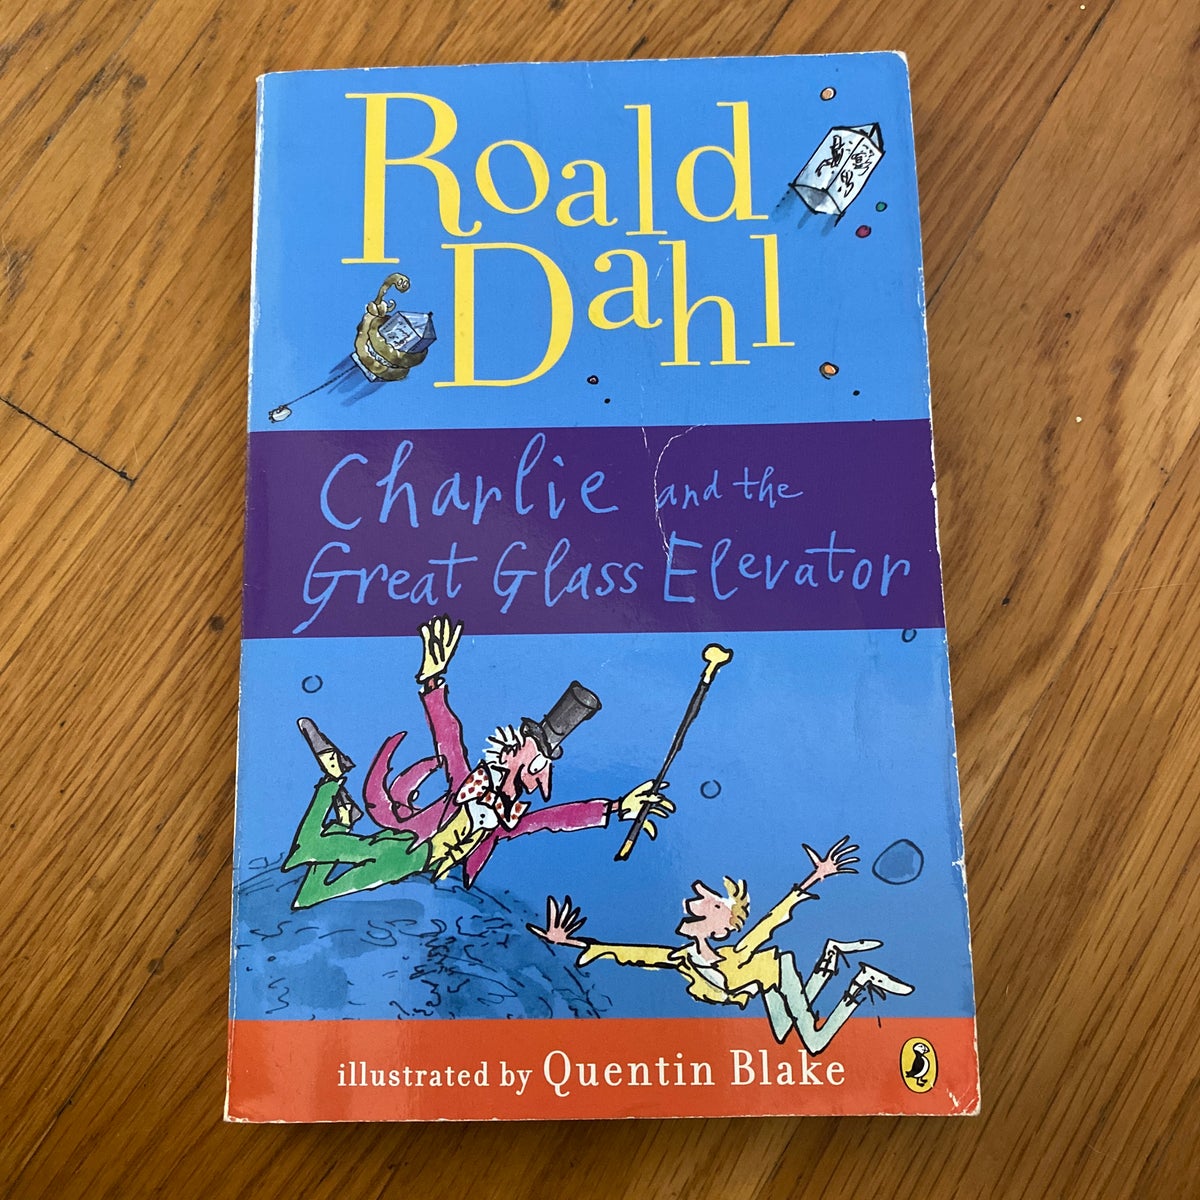 Roald
Dahl
Charlie and the
Great Glass Elevator
illustrated by Quentin Blake